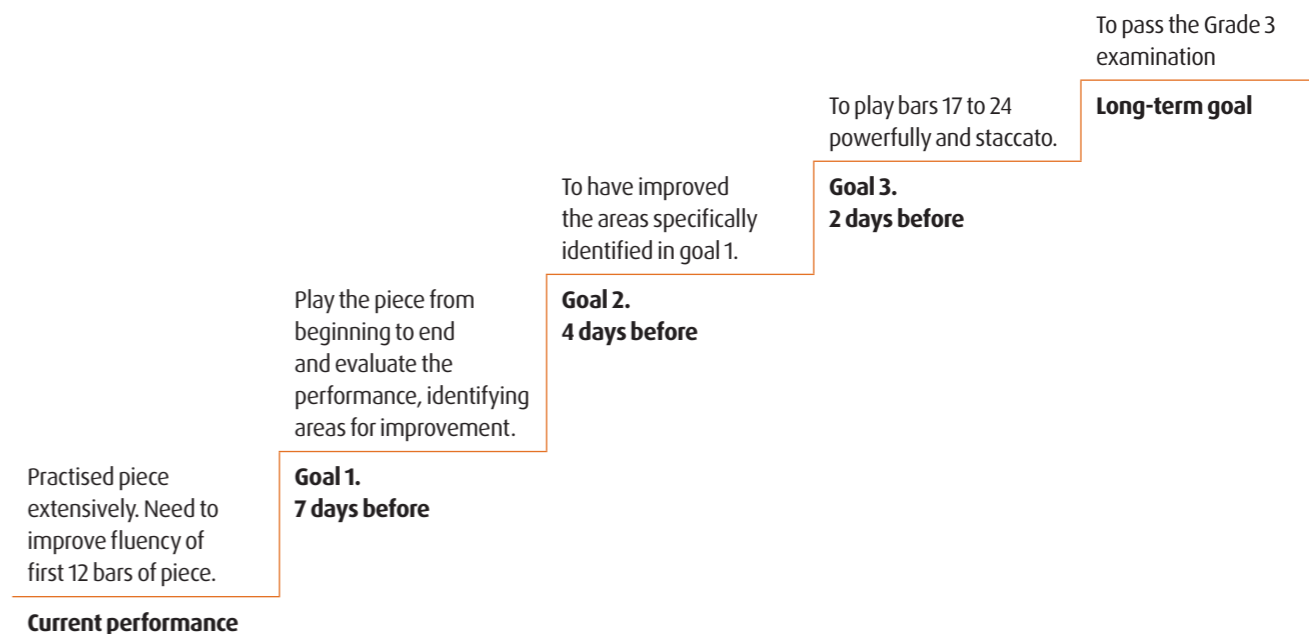 To pass the Grade 3
examination
Long-term goal
To play bars 17 to 24
powerfully and staccato.
Goal 3.
2 days before
To have improved
the areas specifically
identified in goal 1.
Goal 2.
4 days before
Play the piece from
beginning to end
and evaluate the
performance, identifying
areas for improvement.
Goal 1.
7 days before
Practised piece
extensively. Need to
improve fluency of
first 12 bars of piece.
Current performance